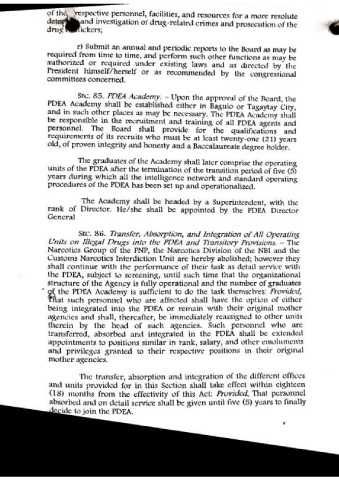 of the respective personnel, facilities, and resources for a more resolute
and investigation of drug-related crimes and prosecution of the
drug
r) Submit an annual and periodic reports to the Board as may be
required from time to time, and perform such other functions as may be
authorized or required under existing laws and as directed by the
President himself/herself or as recommended by the congressional
committees concerned.
SEC. 85. PDEA Academy. – Upon the approval of the Board, the
PDEA Academy shall be established either in Baguio or Tagaytay City,
and in such other places as may be necessary. The PDEA Academy shall
be responsible in the recruitment and training of all PDEA agents and
personnel. The Board shall provide for the qualifications and
requirements of its recruits who must be at least twenty-one (21) years
old, of proven integrity and honesty and a Baccalaureate degree holder.
The graduates of the Academy shall later comprise the operating
units of the PDEA after the termination of the transition period of five (5)
years during which all the intelligence network and standard operating
procedures of the PDEA has been set up and operationalized.
The Academy shall be headed by a Superintendent, with the
rank of Director. He/she shall be appointed by the PDEA Director
General
SEC. 86. Transfer, Absorption, and Integration of All Operating
Units on Illegal Drugs into the PDEA and Transitory Provisions. – The
Narcotics Group of the PNP, the Narcotics Division of the NBI and the
Customs Narcotics Interdiction Unit are hereby abolished; however they
shall continue with the performance of their task as detail service with
the PDEA, subject to screening, until such time that the organizational
structure of the Agency is fully operational and the number of graduates
of the PDEA Academy is sufficient to do the task themselves: Provided,
That such personnel who are affected shall have the option of either
being integrated into the PDEA or remain with their original mother
agencies and shall, thereafter, be immediately reassigned to other units
therein by the head of such agencies. Such personnel who are
transferred, absorbed and integrated in the PDEA shall be extended
appointments to positions similar in rank, salary, and other emoluments
and privileges granted to their respective positions in their original
mother agencies.
The transfer, absorption and integration of the different offices
and units provided for in this Section shall take effect within eighteen
(18) months from the effectivity of this Act: Provided, That personnel
absorbed and on detail service shall be given until five (5) years to finally
decide to join the PDEA.